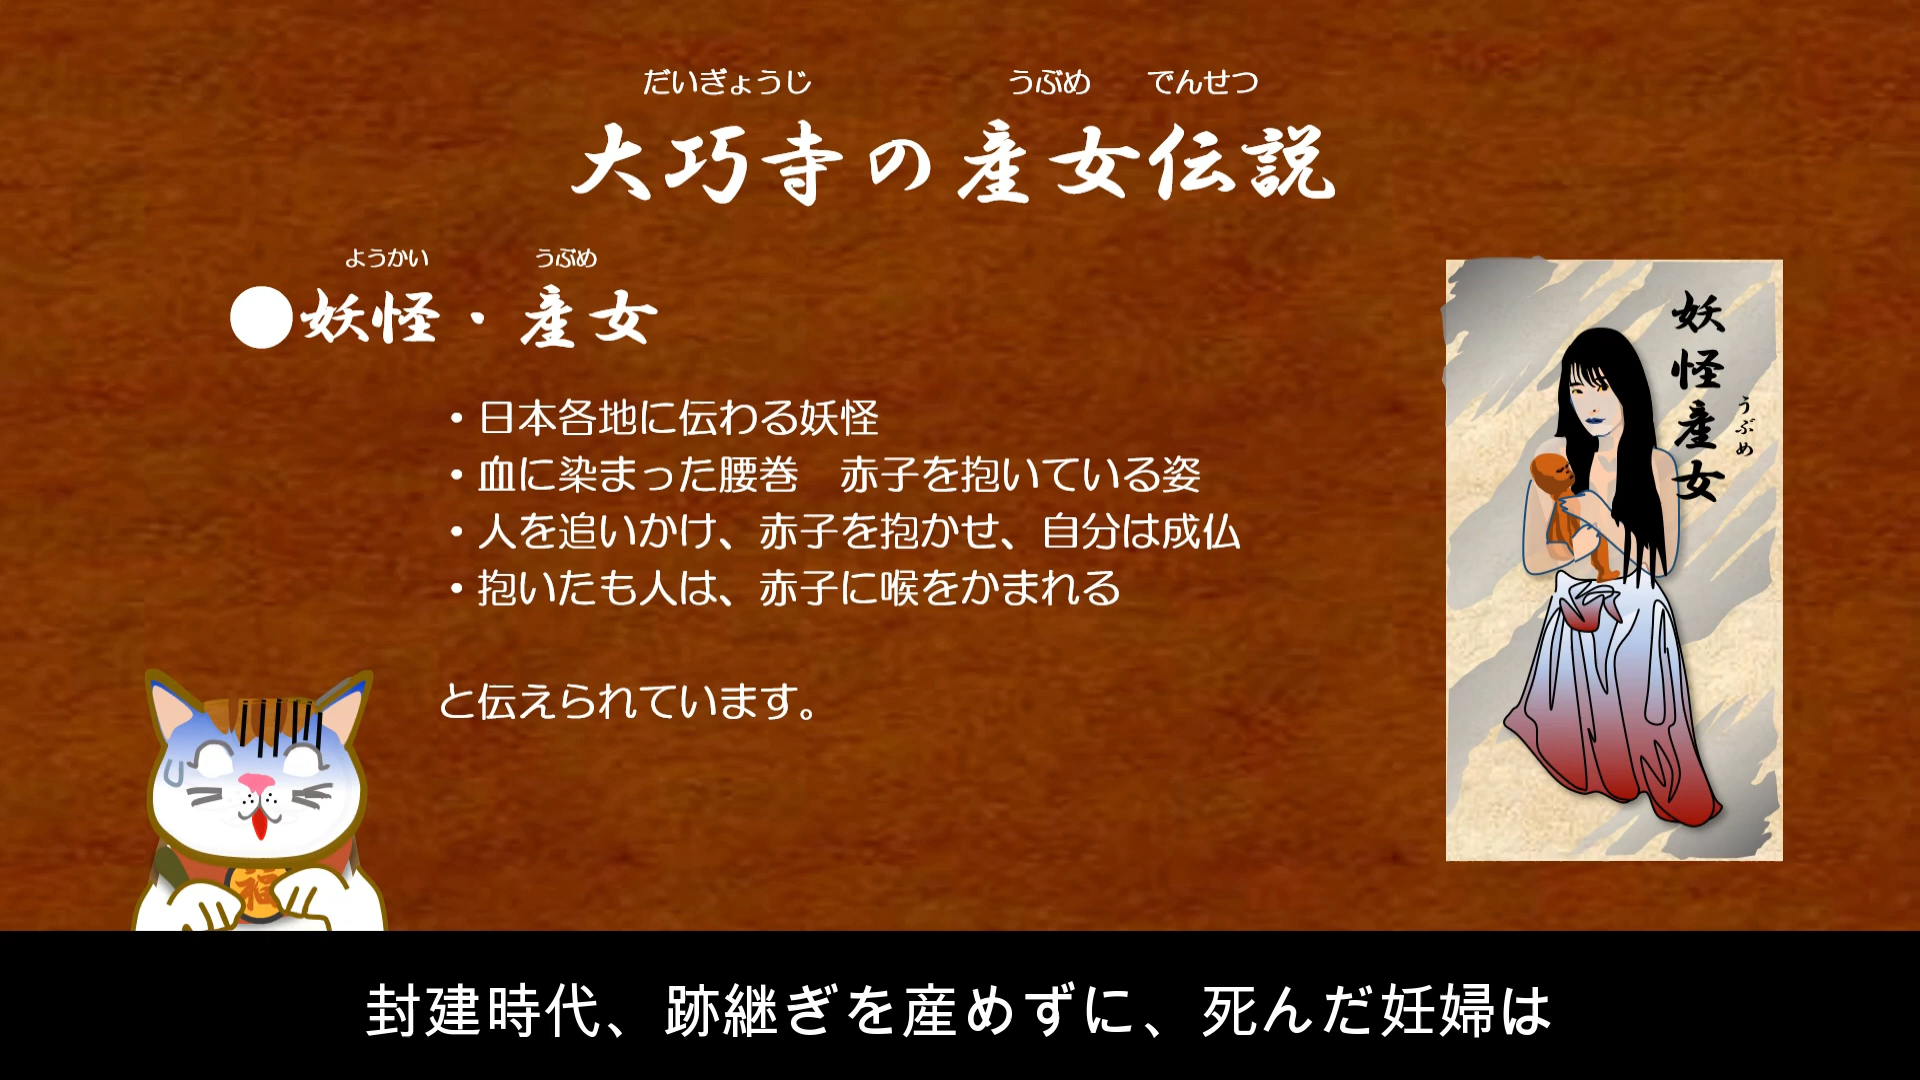 だいぎょうじ うぶめ でんせつ
大巧寺の産女伝説
ようかい うぶめ
●妖怪・産女
・日本各地に伝わる妖怪
・血に染まった腰巻　赤子を抱いている姿
・人を追いかけ、赤子を抱かせ、自分は成仏
・抱いたも人は、赤子に喉をかまれる
と伝えられています。
妖怪産女
うぶめ
福
封建時代、跡継ぎを産めずに、死んだ妊婦は